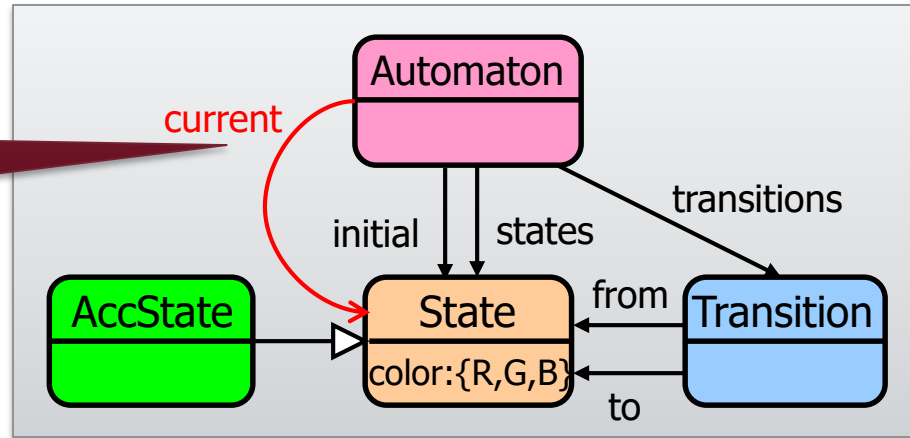 Automaton
current
transitions
initial
states
AccState
State
from
Transition
color:{R,G,B}
to